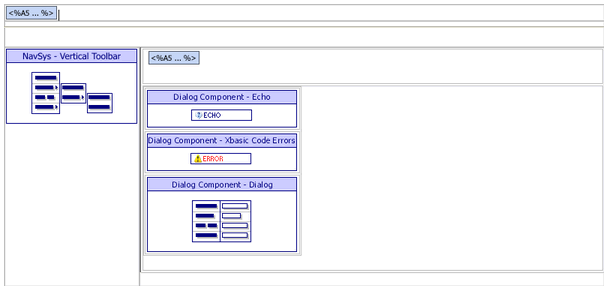 <%A5 ... %>
NavSys - Vertical Toolbar
<%A5 ... %>
Dialog Component - Echo
ECHO
Dialog Component - Xbasic Code Errors
ERROR
Dialog Component - Dialog